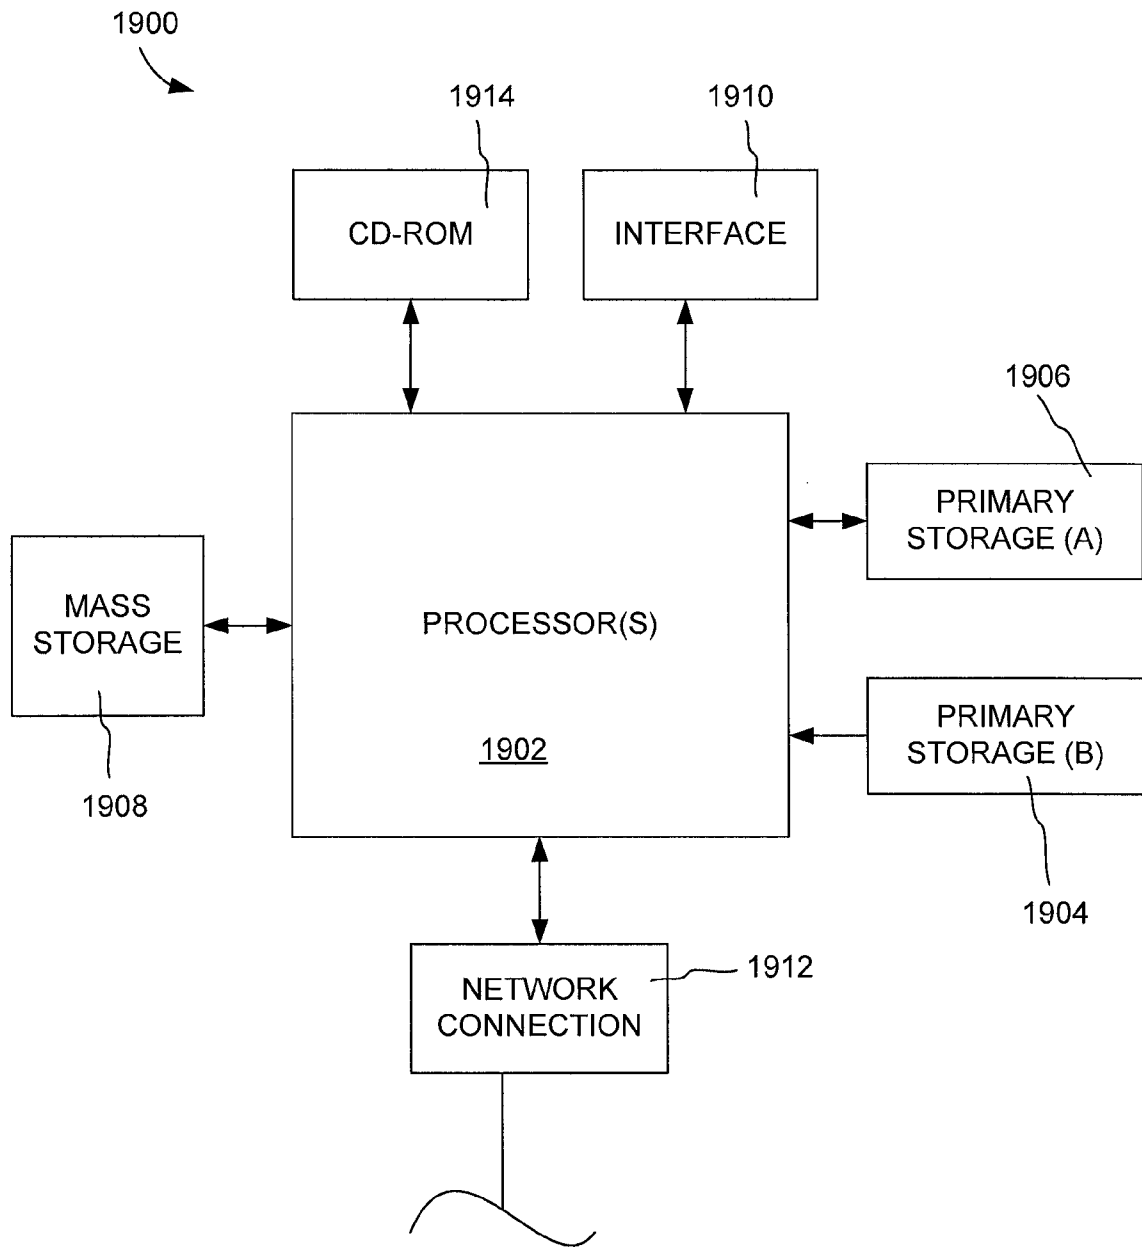 1900
1914
1910
CD-ROM
INTERFACE
1906
PRIMARY
STORAGE (A)
MASS
STORAGE
PROCESSOR(S)
PRIMARY
STORAGE (B)
1902
1908
1904
NETWORK
CONNECTION
1912